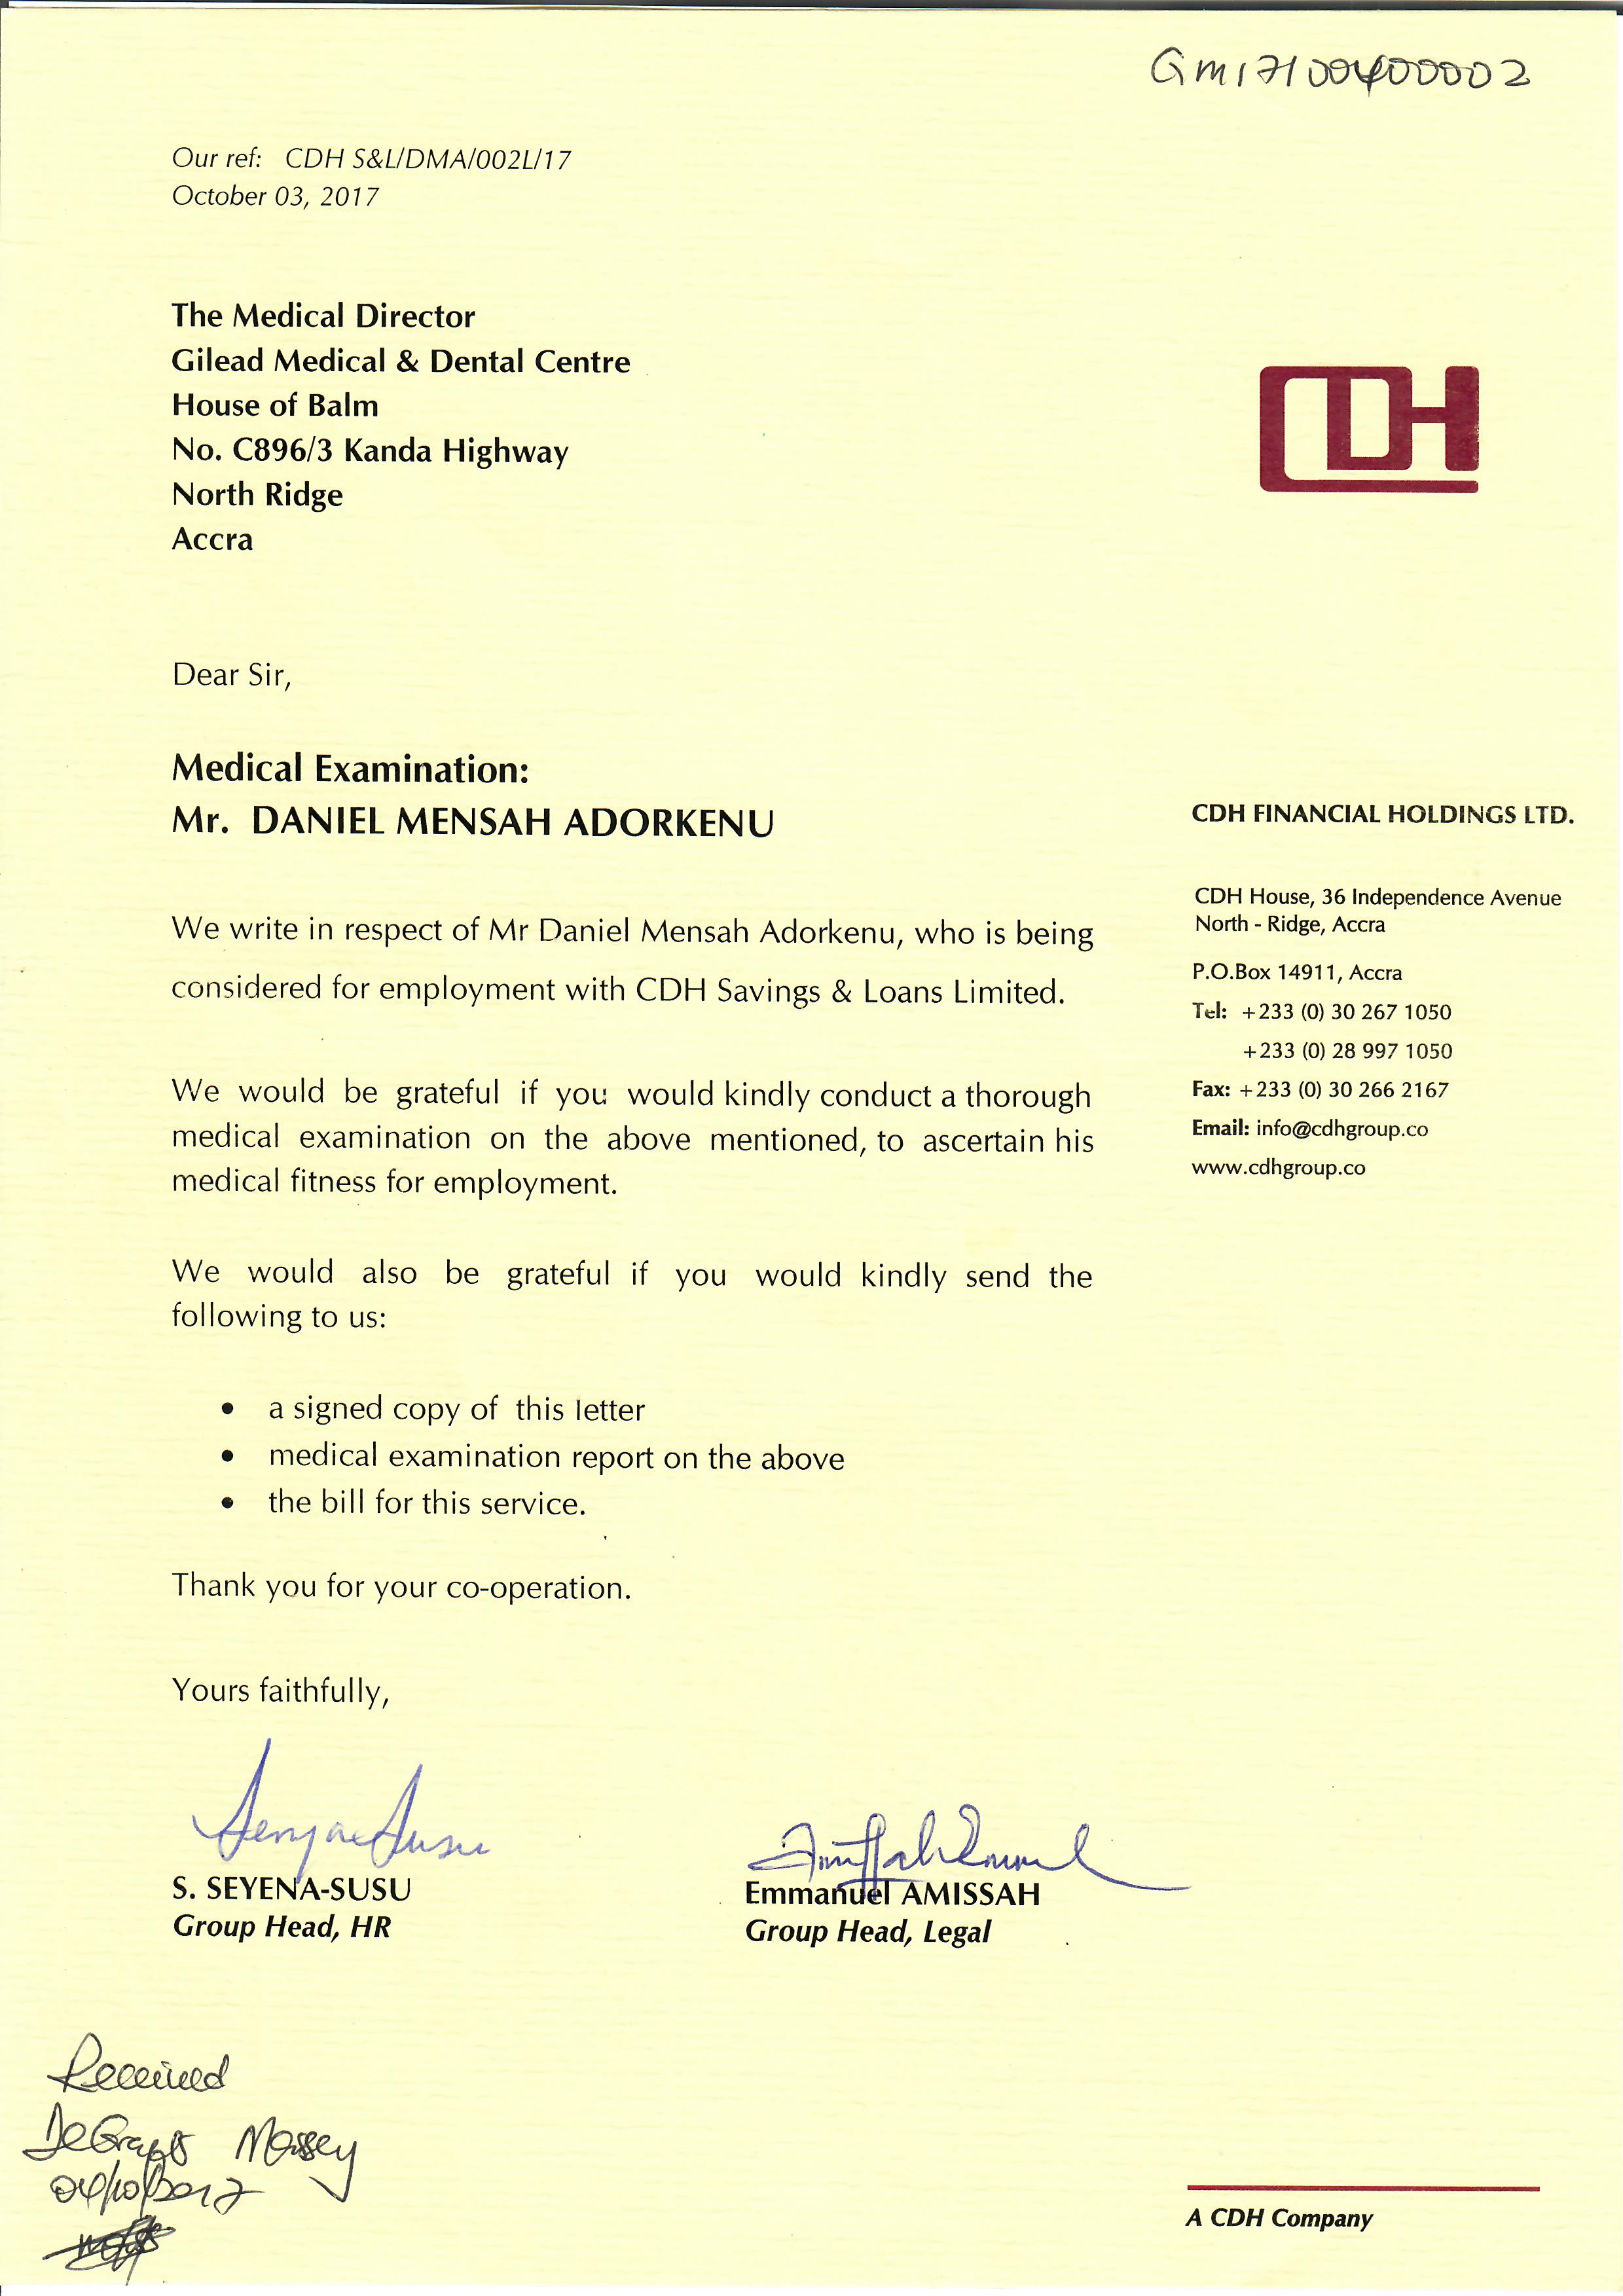 GM17100400002
Our ref: CDH S&L/DMA/002L/17
October 03, 2017
The Medical Director
Gilead Medical & Dental Centre
House of Balm
No. C896/3 Kanda Highway
North Ridge
Accra
CDH
Dear Sir,
Medical Examination:
Mr. DANIEL MENSAH ADORKENU
We write in respect of Mr Daniel Mensah Adorkenu, who is being
considered for employment with CDH Savings & Loans Limited.
We would be grateful if you would kindly conduct a thorough
medical examination on the above mentioned, to ascertain his
medical fitness for employment.
We would also be grateful if you would kindly send the
following to us:
• a signed copy of this letter
• medical examination report on the above
• the bill for this service.
Thank you for your co-operation.
Yours faithfully,
S. SEYENA-SUSU
Group Head, HR
Emmanuel AMISSAH
Group Head, Legal
CDH FINANCIAL HOLDINGS LTD.
CDH House, 36 Independence Avenue
North - Ridge, Accra
P.O.Box 14911, Accra
Tel: +233 (0) 30 267 1050
+233 (0) 28 997 1050
Fax: +233 (0) 30 266 2167
Email: info@cdhgroup.co
www.cdhgroup.co
Received
04/10/2017
A CDH Company